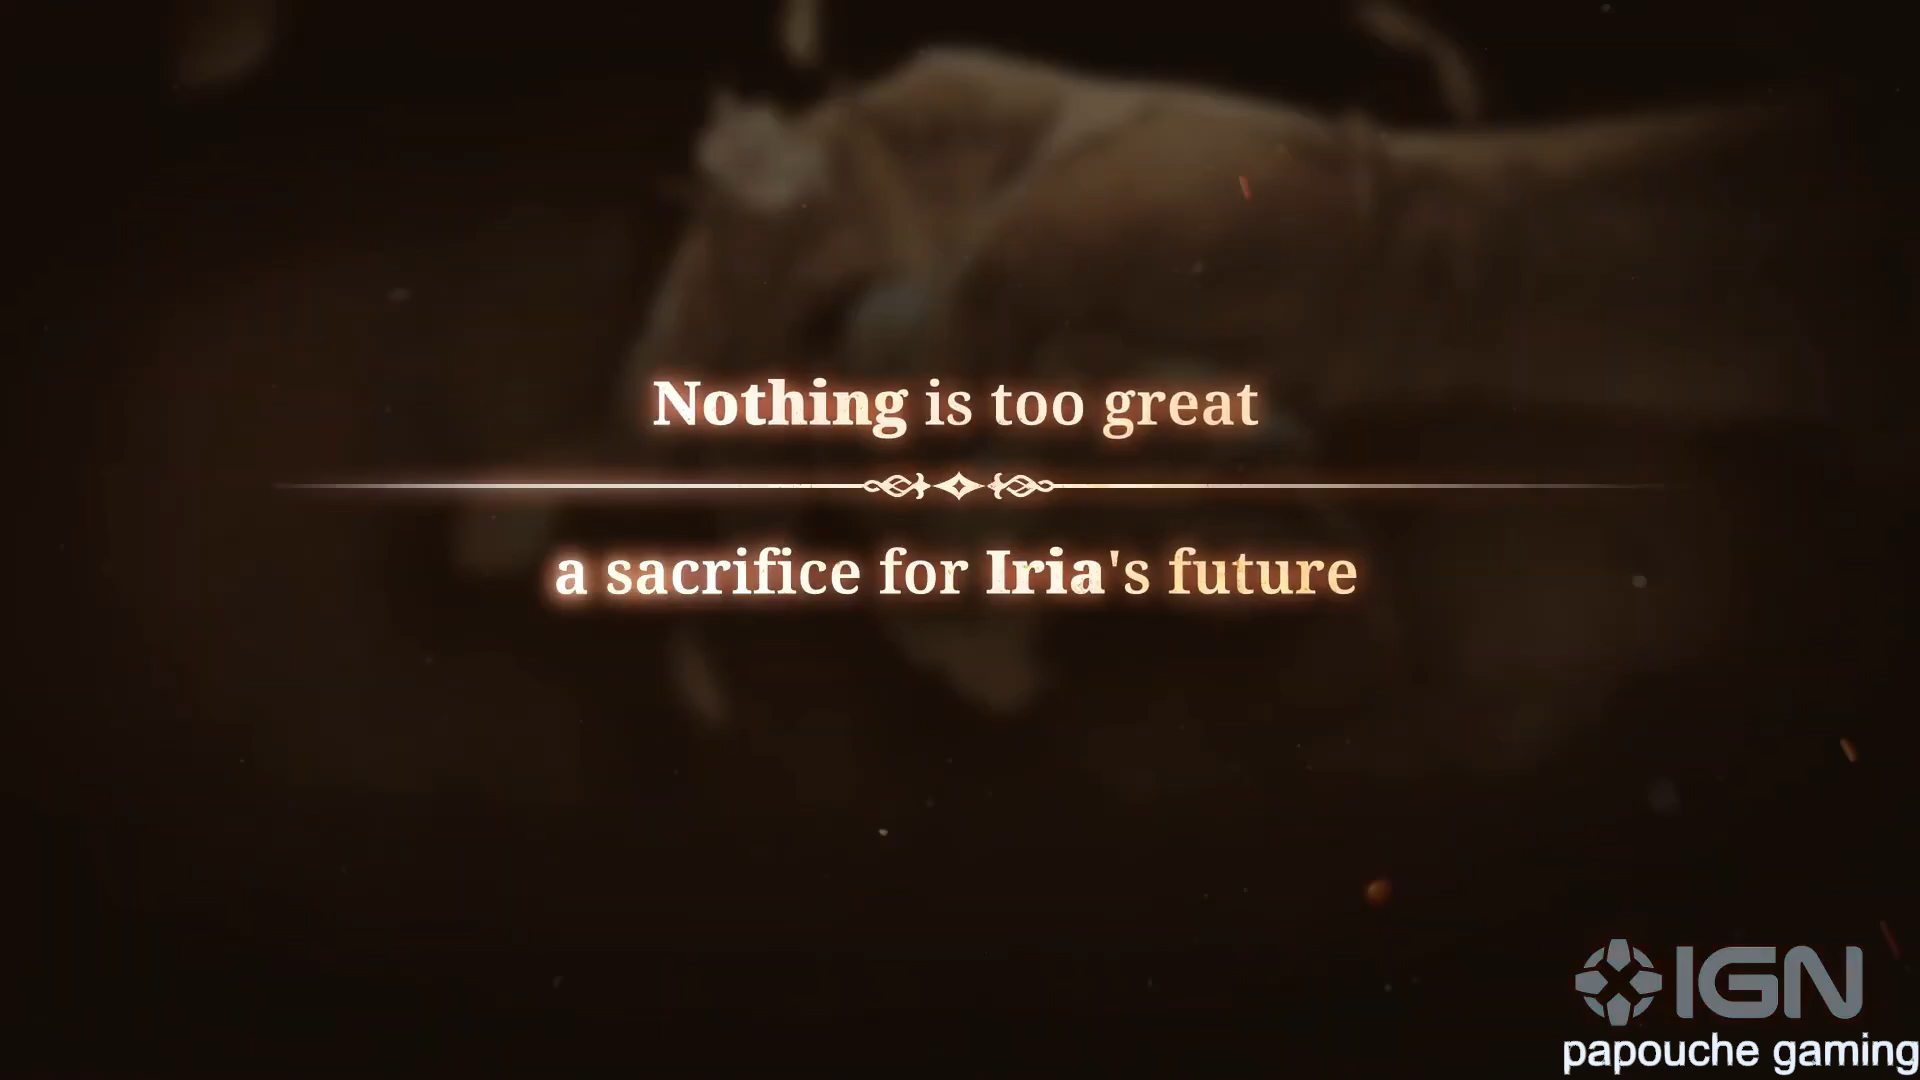 Nothing is too great
a sacrifice for Iria's future
IGN
papouche gaming